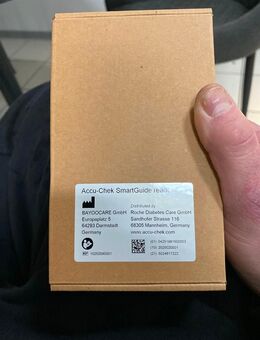 Accu-Chek SmartGuide
BAYOOCARE GmbH
Europaplatz 5
64293 Darmstadt
Germany
Distributed by
Roche Diabetes Care GmbH
Sandhofer Strasse 116
68305 Mannheim, Germany
www.accu-chek.com